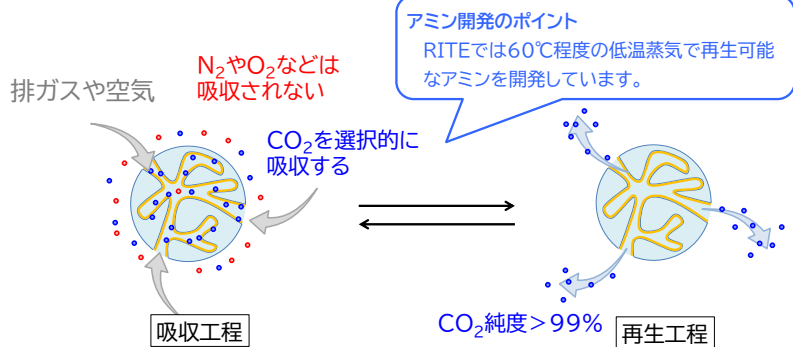 アミン開発のポイント
RITEでは60℃程度の低温蒸気で再生可能
なアミンを開発しています。
N₂やO₂などは
吸収されない
排ガスや空気
CO₂を選択的に
吸収する
CO₂純度>99%
吸収工程
再生工程